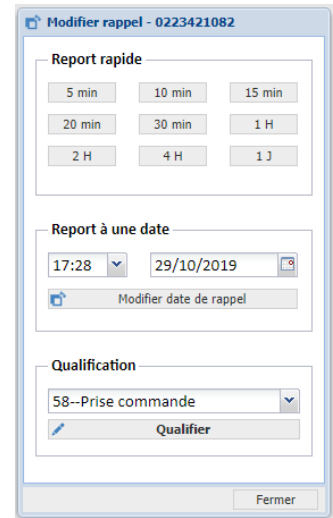 Modifier rappel - 0223421082
Report rapide
5 min 10 min 15 min
20 min 30 min 1 H
2 H 4 H 1 J
Report à une date
17:28 29/10/2019
Modifier date de rappel
Qualification
58--Prise commande
Qualifier
Fermer